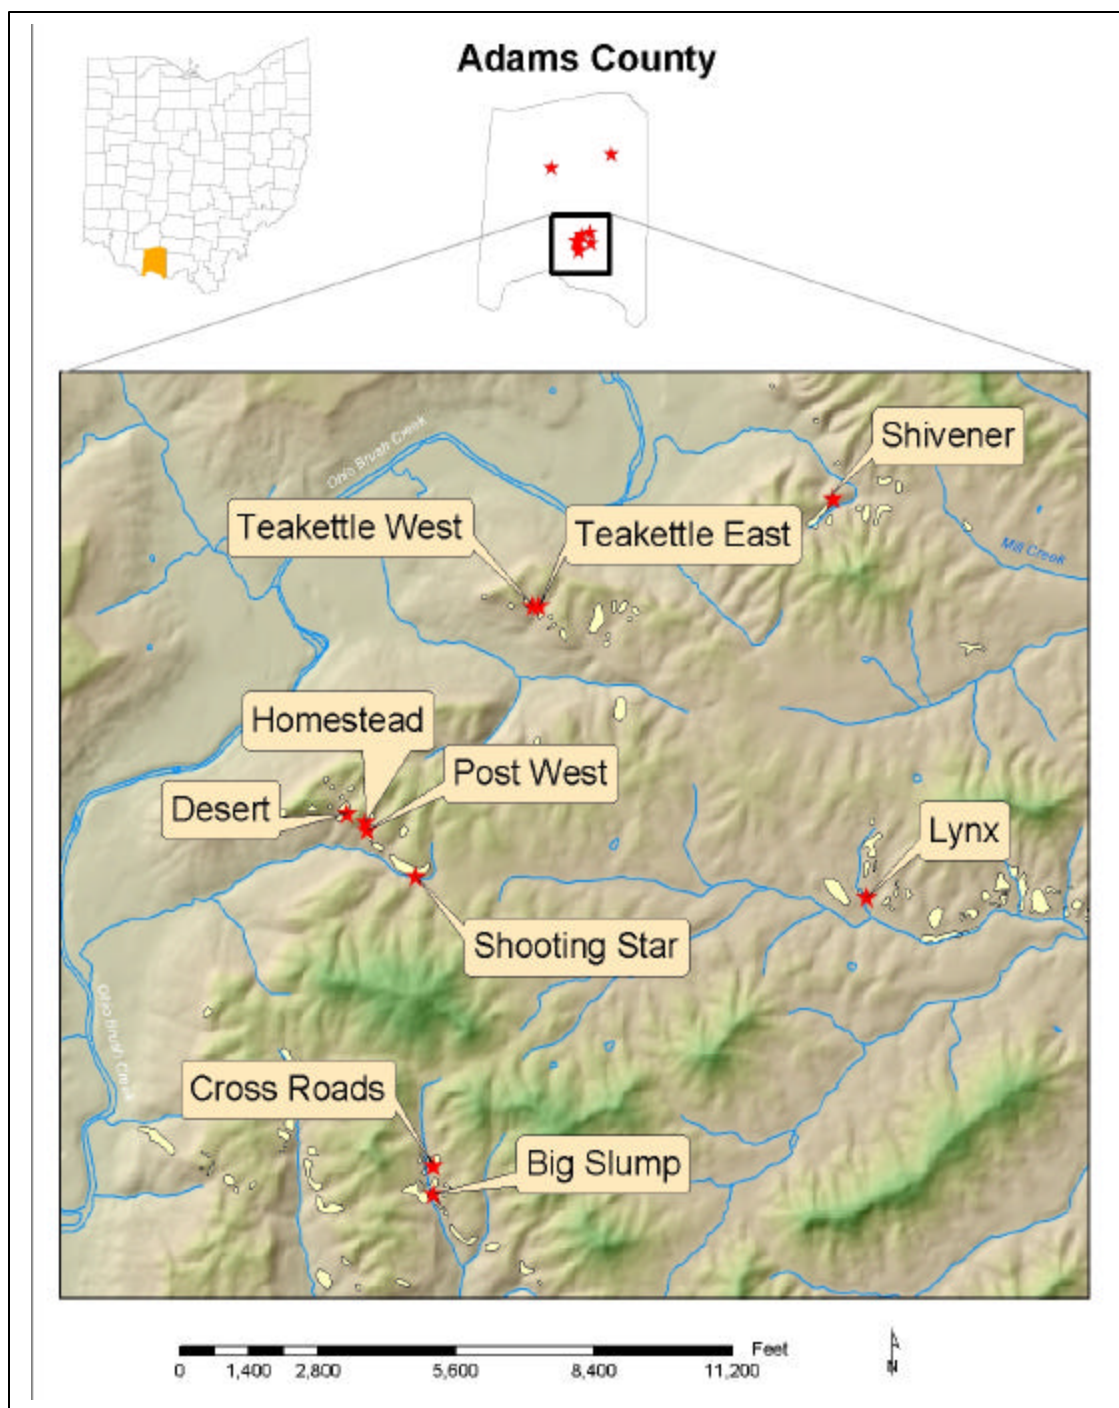 Adams County
Shivener
Ohio Brush Creek
Teakettle West
Teakettle East
Mill Creek
Homestead
Post West
Desert
Lynx
Shooting Star
Ohio Brush Creek
Cross Roads
Big Slump
Feet
0 1,400 2,800 5,600 8,400 11,200
N